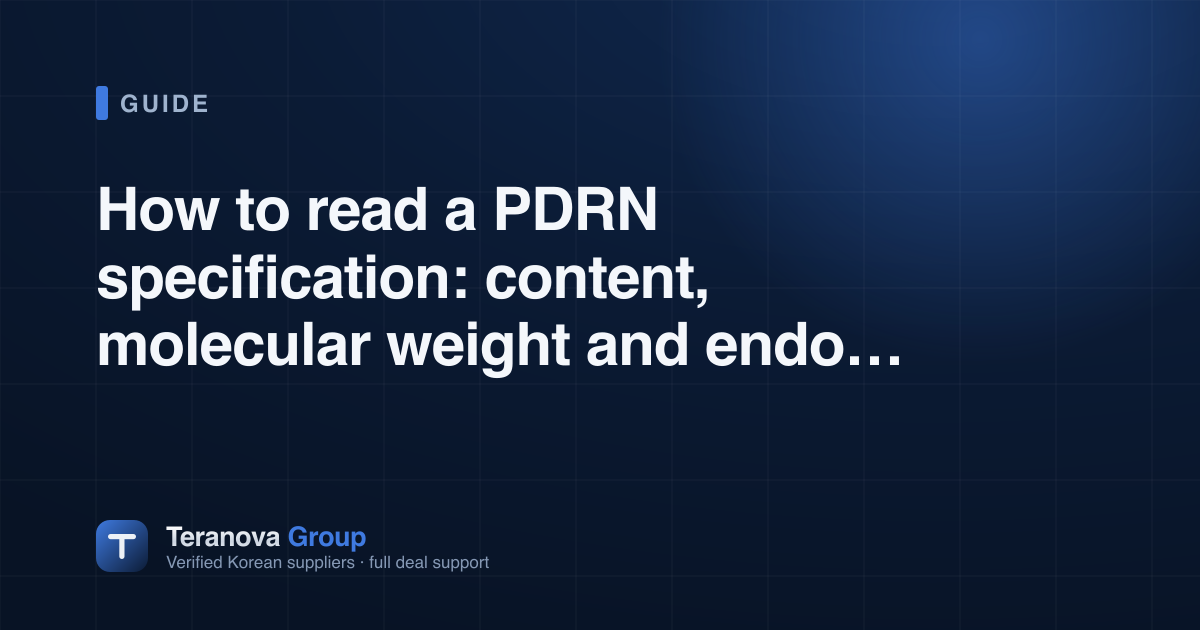 GUIDE
How to read a PDRN
specification: content,
molecular weight and endo…
Teranova Group
Verified Korean suppliers · full deal support